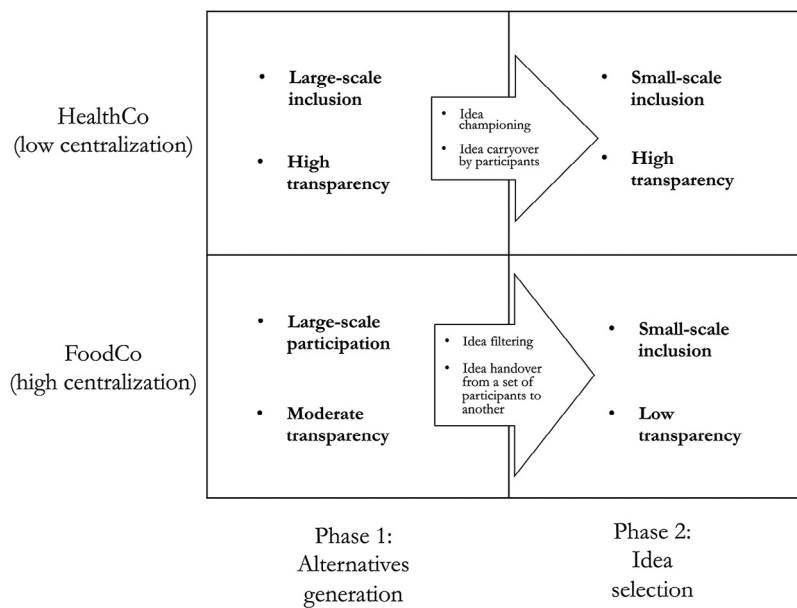 HealthCo
(low centralization)
• Large-scale
inclusion
• High
transparency
• Idea
championing
• Idea carryover
by participants
• Small-scale
inclusion
• High
transparency
FoodCo
(high centralization)
• Large-scale
participation
• Moderate
transparency
• Idea filtering
• Idea handover
from a set of
participants to
another
• Small-scale
inclusion
• Low
transparency
Phase 1:
Alternatives
generation
Phase 2:
Idea
selection